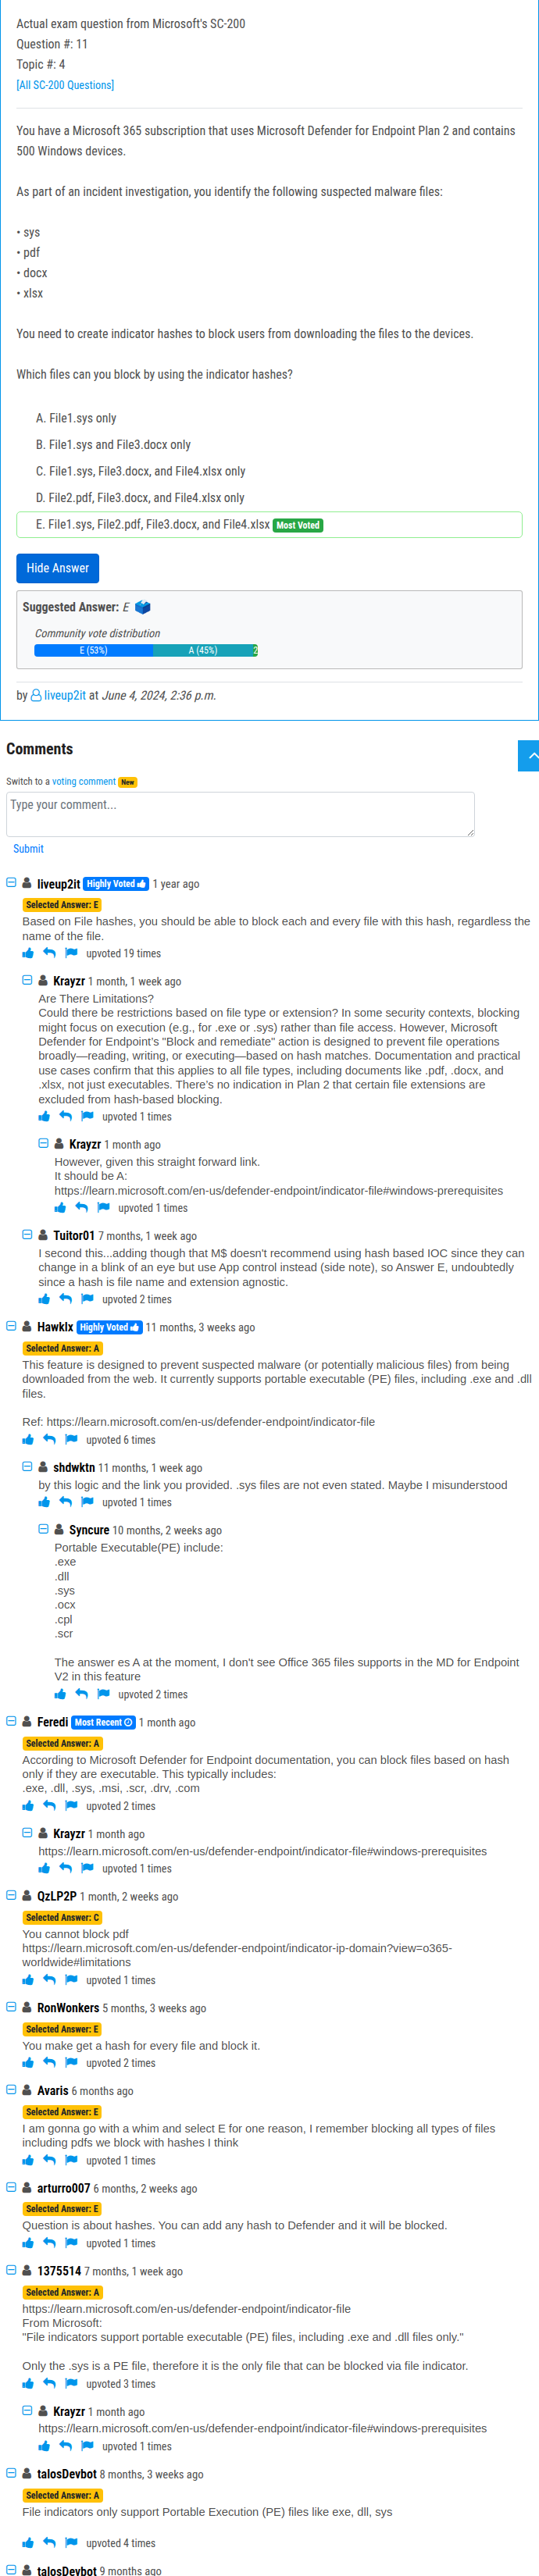 Actual exam question from Microsoft's SC-200
Question #: 11
Topic #: 4
[All SC-200 Questions]
You have a Microsoft 365 subscription that uses Microsoft Defender for Endpoint Plan 2 and contains
500 Windows devices.
As part of an incident investigation, you identify the following suspected malware files:
• sys
• pdf
• docx
• xlsx
You need to create indicator hashes to block users from downloading the files to the devices.
Which files can you block by using the indicator hashes?
A. File1.sys only
B. File1.sys and File3.docx only
C. File1.sys, File3.docx, and File4.xlsx only
D. File2.pdf, File3.docx, and File4.xlsx only
E. File1.sys, File2.pdf, File3.docx, and File4.xlsx Most Voted
Hide Answer
Suggested Answer: E
Community vote distribution
E (53%) A (45%) 2
by liveup2it at June 4, 2024, 2:36 p.m.
Comments
Switch to a voting comment New
Type your comment...
Submit
liveup2it Highly Voted 1 year ago
Selected Answer: E
Based on File hashes, you should be able to block each and every file with this hash, regardless the
name of the file.
upvoted 19 times
Krayzr 1 month, 1 week ago
Are There Limitations?
Could there be restrictions based on file type or extension? In some security contexts, blocking
might focus on execution (e.g., for .exe or .sys) rather than file access. However, Microsoft
Defender for Endpoint's "Block and remediate" action is designed to prevent file operations
broadly—reading, writing, or executing—based on hash matches. Documentation and practical
use cases confirm that this applies to all file types, including documents like .pdf, .docx, and
.xlsx, not just executables. There's no indication in Plan 2 that certain file extensions are
excluded from hash-based blocking.
upvoted 1 times
Krayzr 1 month ago
However, given this straight forward link.
It should be A:
https://learn.microsoft.com/en-us/defender-endpoint/indicator-file#windows-prerequisites
upvoted 1 times
Tuitor01 7 months, 1 week ago
I second this...adding though that M$ doesn't recommend using hash based IOC since they can
change in a blink of an eye but use App control instead (side note), so Answer E, undoubtedly
since a hash is file name and extension agnostic.
upvoted 2 times
Hawklx Highly Voted 11 months, 3 weeks ago
Selected Answer: A
This feature is designed to prevent suspected malware (or potentially malicious files) from being
downloaded from the web. It currently supports portable executable (PE) files, including .exe and .dll
files.
Ref: https://learn.microsoft.com/en-us/defender-endpoint/indicator-file
upvoted 6 times
shdwktn 11 months, 1 week ago
by this logic and the link you provided. .sys files are not even stated. Maybe I misunderstood
upvoted 1 times
Syncure 10 months, 2 weeks ago
Portable Executable(PE) include:
.exe
.dll
.sys
.ocx
.cpl
.scr
The answer es A at the moment, I don't see Office 365 files supports in the MD for Endpoint
V2 in this feature
upvoted 2 times
Feredi Most Recent 1 month ago
Selected Answer: A
According to Microsoft Defender for Endpoint documentation, you can block files based on hash
only if they are executable. This typically includes:
.exe, .dll, .sys, .msi, .scr, .drv, .com
upvoted 2 times
Krayzr 1 month ago
https://learn.microsoft.com/en-us/defender-endpoint/indicator-file#windows-prerequisites
upvoted 1 times
QzLP2P 1 month, 2 weeks ago
Selected Answer: C
You cannot block pdf
https://learn.microsoft.com/en-us/defender-endpoint/indicator-ip-domain?view=o365-
worldwide#limitations
upvoted 1 times
RonWonkers 5 months, 3 weeks ago
Selected Answer: E
You make get a hash for every file and block it.
upvoted 2 times
Avaris 6 months ago
Selected Answer: E
I am gonna go with a whim and select E for one reason, I remember blocking all types of files
including pdfs we block with hashes I think
upvoted 1 times
arturro007 6 months, 2 weeks ago
Selected Answer: E
Question is about hashes. You can add any hash to Defender and it will be blocked.
upvoted 1 times
1375514 7 months, 1 week ago
Selected Answer: A
https://learn.microsoft.com/en-us/defender-endpoint/indicator-file
From Microsoft:
"File indicators support portable executable (PE) files, including .exe and .dll files only."
Only the .sys is a PE file, therefore it is the only file that can be blocked via file indicator.
upvoted 3 times
Krayzr 1 month ago
https://learn.microsoft.com/en-us/defender-endpoint/indicator-file#windows-prerequisites
upvoted 1 times
talosDevbot 8 months, 3 weeks ago
Selected Answer: A
File indicators only support Portable Execution (PE) files like exe, dll, sys
upvoted 4 times
talosDevbot 9 months ago